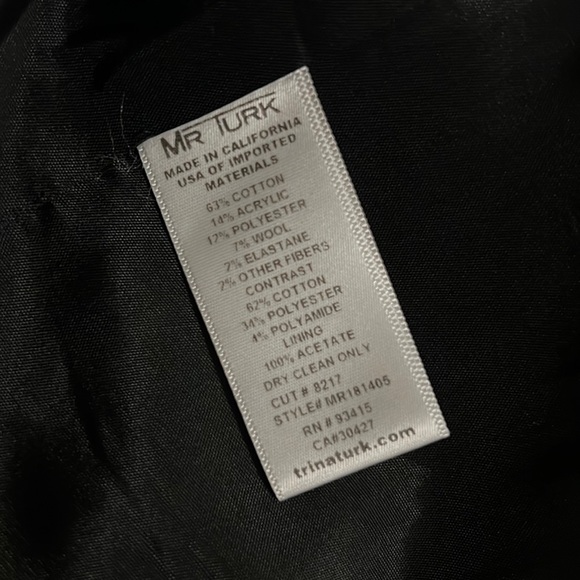 MR TURK
MADE IN CALIFORNIA
USA OF IMPORTED
MATERIALS
63% COTTON
14% ACRYLIC
12% POLYESTER
7% WOOL
2% ELASTANE
2% OTHER FIBERS
CONTRAST
62% COTTON
34% POLYESTER
4% POLYAMIDE
LINING
100% ACETATE
DRY CLEAN ONLY
CUT # 8217
STYLE# MR181405
RN # 93415
CA#30427
trinaturk.com